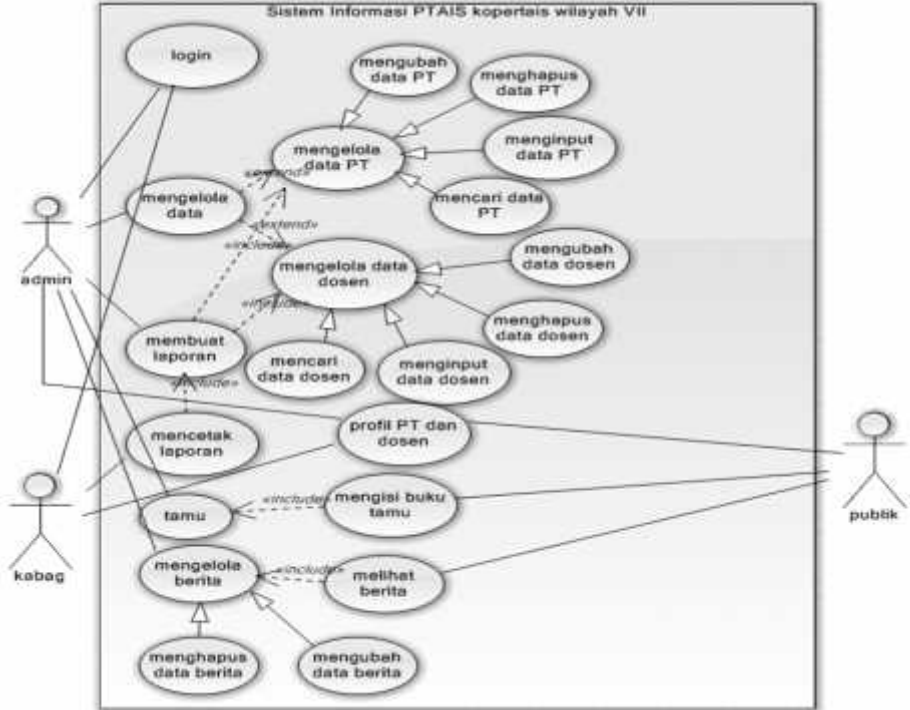 Sistem Informasi PTAIS kopertais wilayah VII
login
mengubah
data PT
menghapus
data PT
mengelola
data PT
menginput
data PT
mencari data
PT
«extend»
mengelola
data
«extend»
«include»
mengubah
data dosen
mengelola data
dosen
admin
«include»
menghapus
data dosen
membuat
laporan
mencari
data dosen
menginput
data dosen
«include»
profil PT dan
dosen
mencetak
laporan
publik
kabag
tamu
«include»
mengisi buku
tamu
mengelola
berita
«include»
melihat
berita
menghapus
data berita
mengubah
data berita